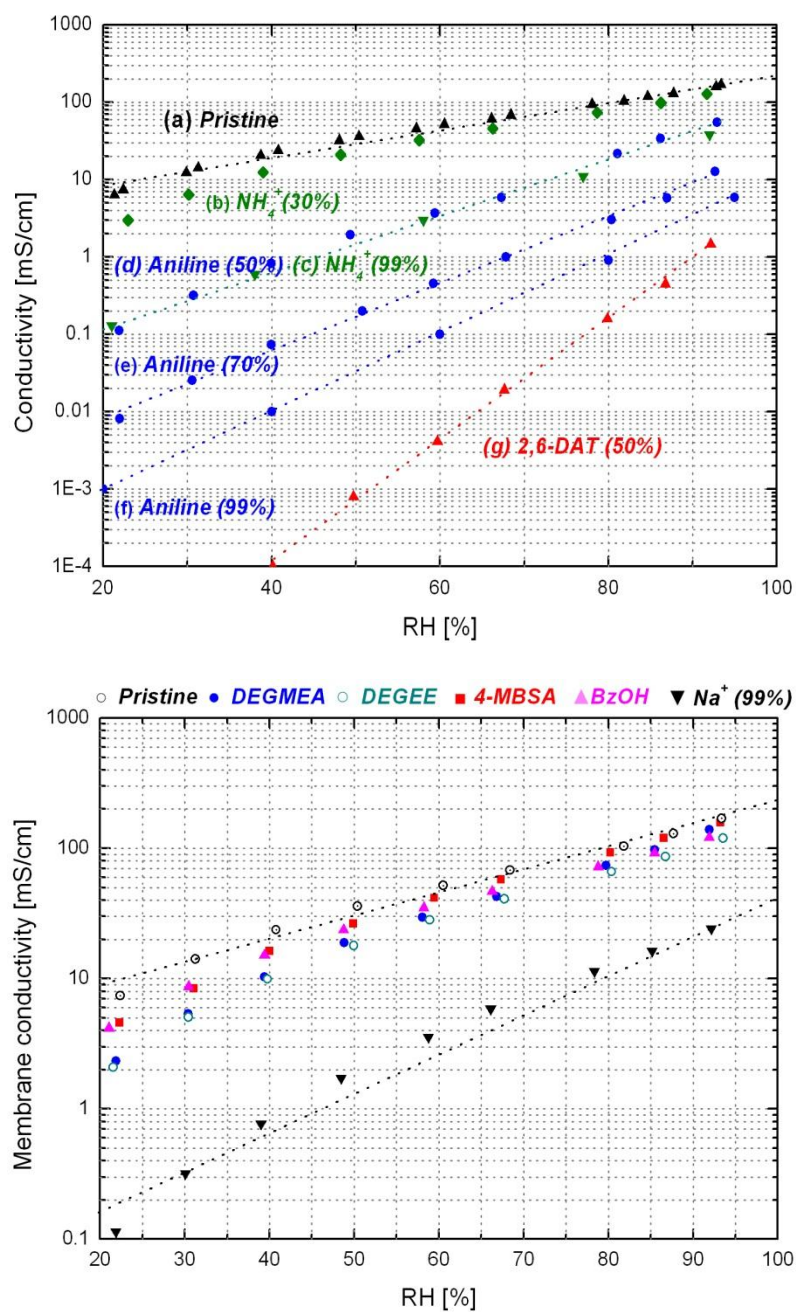 1000
100
10
1
0.1
0.01
1E-3
1E-4
Conductivity [mS/cm]
(a) Pristine
(b) NH4+ (30%)
(d) Aniline (50%) (c) NH4+ (99%)
(e) Aniline (70%)
(g) 2,6-DAT (50%)
(f) Aniline (99%)
20 40 60 80 100
RH [%]
Pristine DEGMEA DEGEE 4-MBSA BzOH Na+ (99%)
1000
100
10
1
0.1
Membrane conductivity [mS/cm]
20 30 40 50 60 70 80 90 100
RH [%]